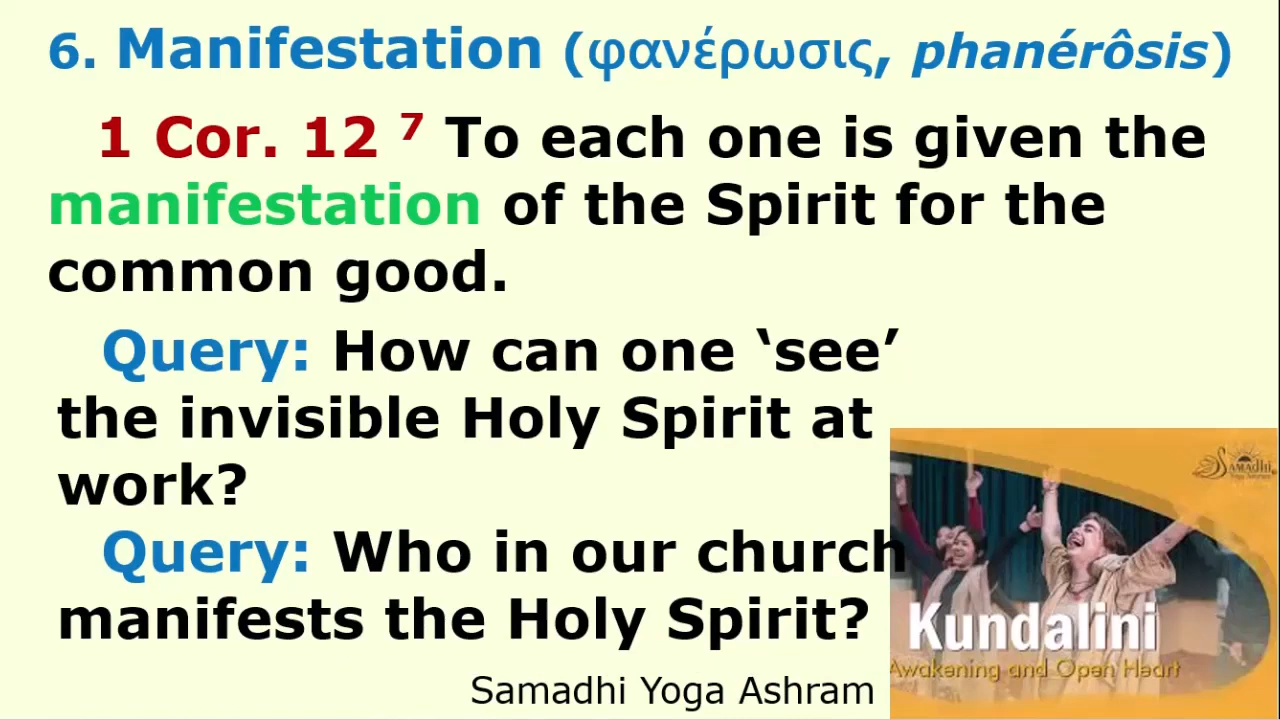 6. Manifestation (φανέρωσις, phanérôsis)
1 Cor. 12 ⁷ To each one is given the
manifestation of the Spirit for the
common good.
Query: How can one ‘see’
the invisible Holy Spirit at
work?
Query: Who in our church
manifests the Holy Spirit?
Samadhi Yoga Ashram
Samadhi
Yoga Ashram
Kundalini
Awakening and Open Heart